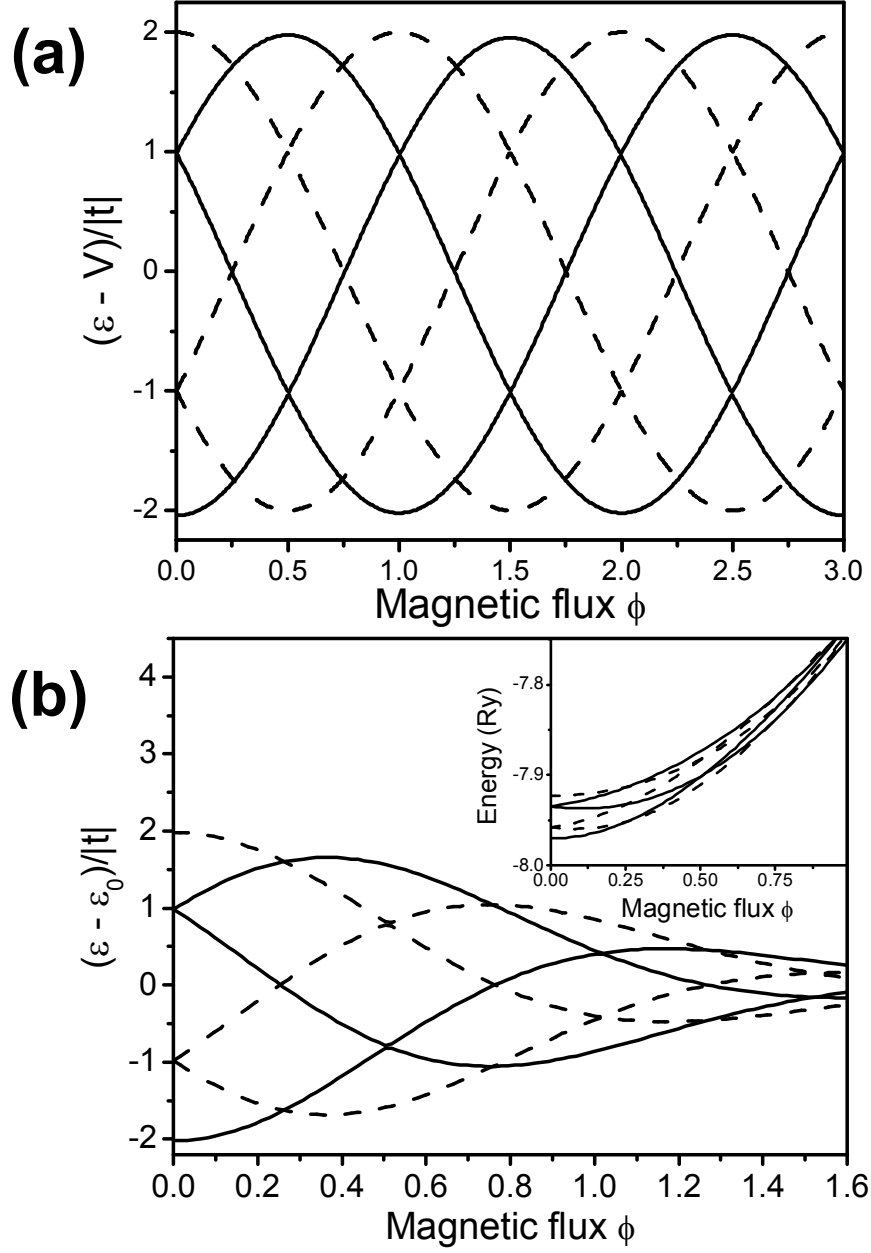 (a)
2
1
0
-1
-2
(ε - V)/|t|
0.0 0.5 1.0 1.5 2.0 2.5 3.0
Magnetic flux ϕ
(b)
4
3
2
1
0
-1
-2
(ε - ε₀)/|t|
0.0 0.2 0.4 0.6 0.8 1.0 1.2 1.4 1.6
Magnetic flux ϕ
-7.8
-7.9
-8.0
Energy (Ry)
0.00 0.25 0.50 0.75
Magnetic flux ϕ